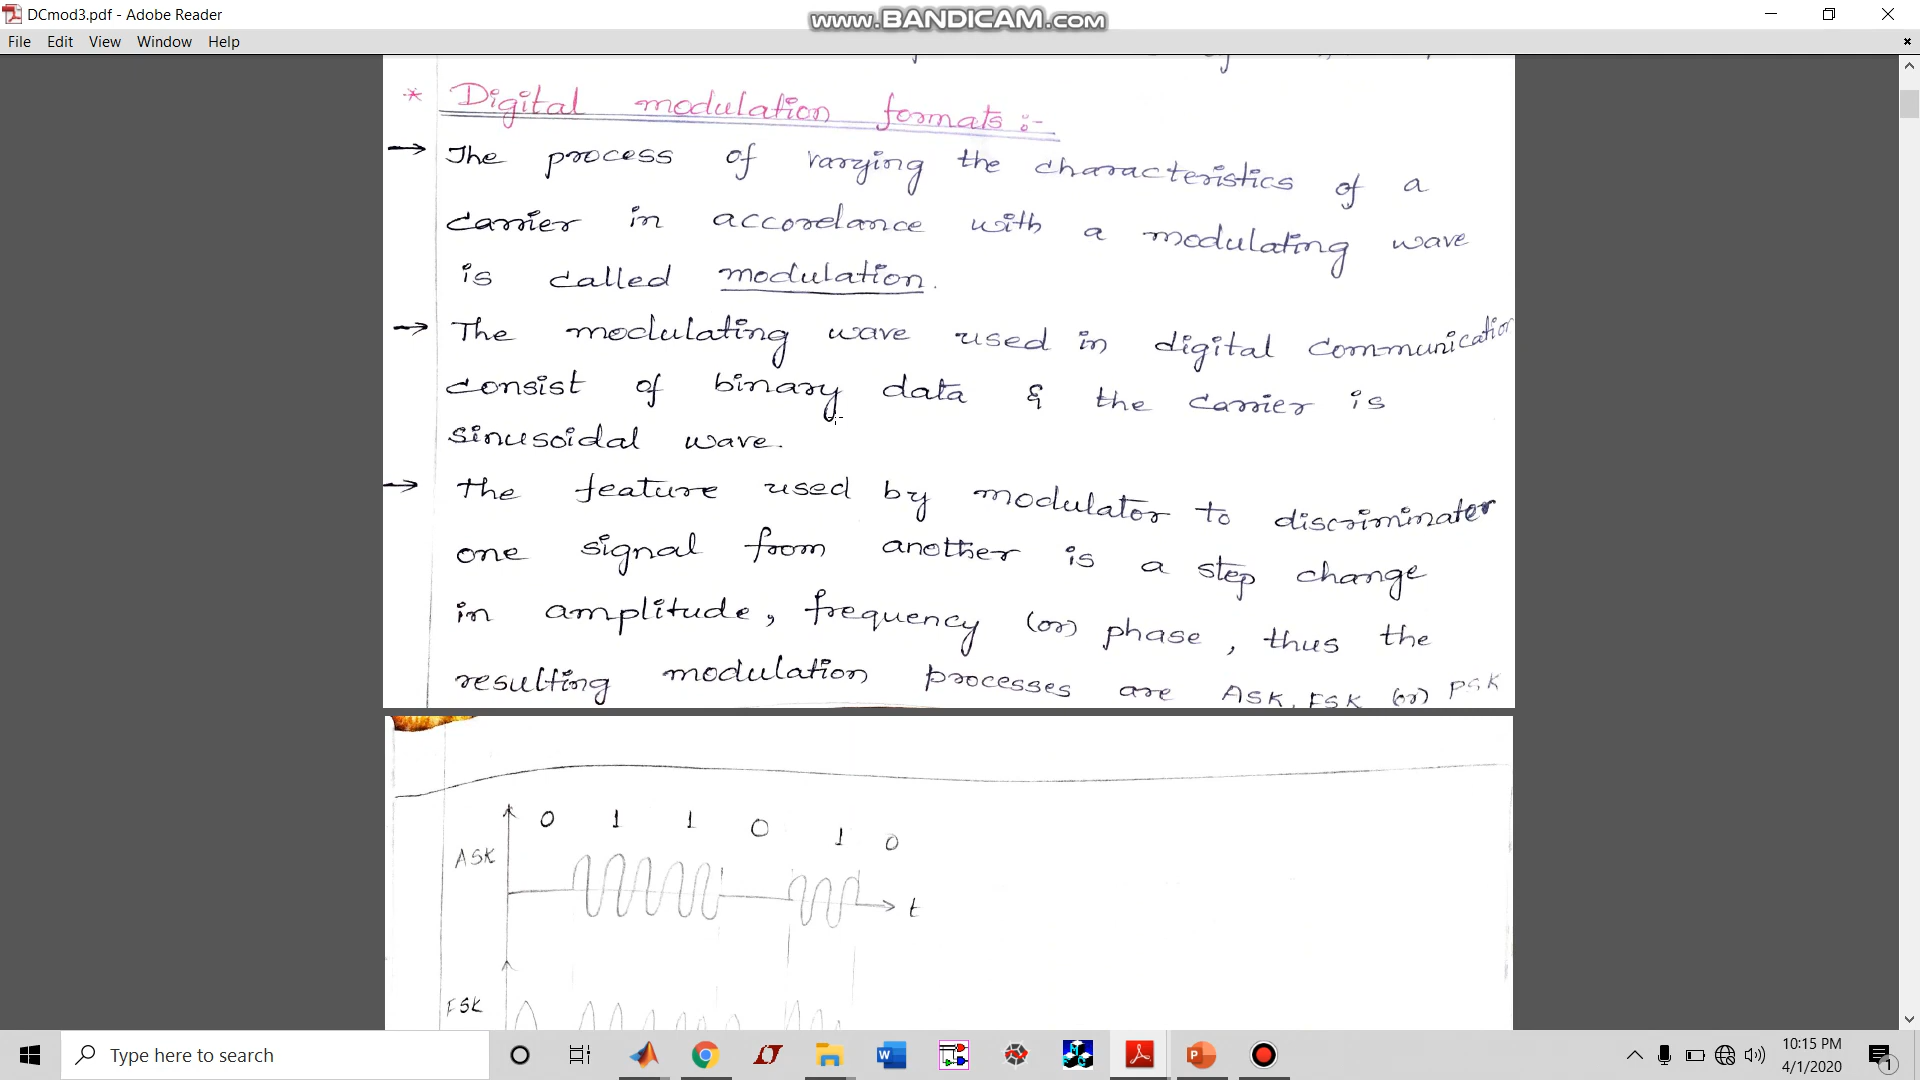 DCmod3.pdf - Adobe Reader
www.BANDICAM.com
File Edit View Window Help
* Digital modulation formats :-
→ The process of varying the characteristics of a
carrier in accordance with a modulating wave
is called modulation.
→ The modulating wave used in digital communication
consist of binary data & the carrier is
sinusoidal wave.
→ The feature used by modulator to discriminater
one signal from another is a step change
in amplitude, frequency (or) phase, thus the
resulting modulation processes are ASK, FSK (or) PSK
0 1 1 0 1 0
ASK
t
FSK
Type here to search
10:15 PM
4/1/2020
1